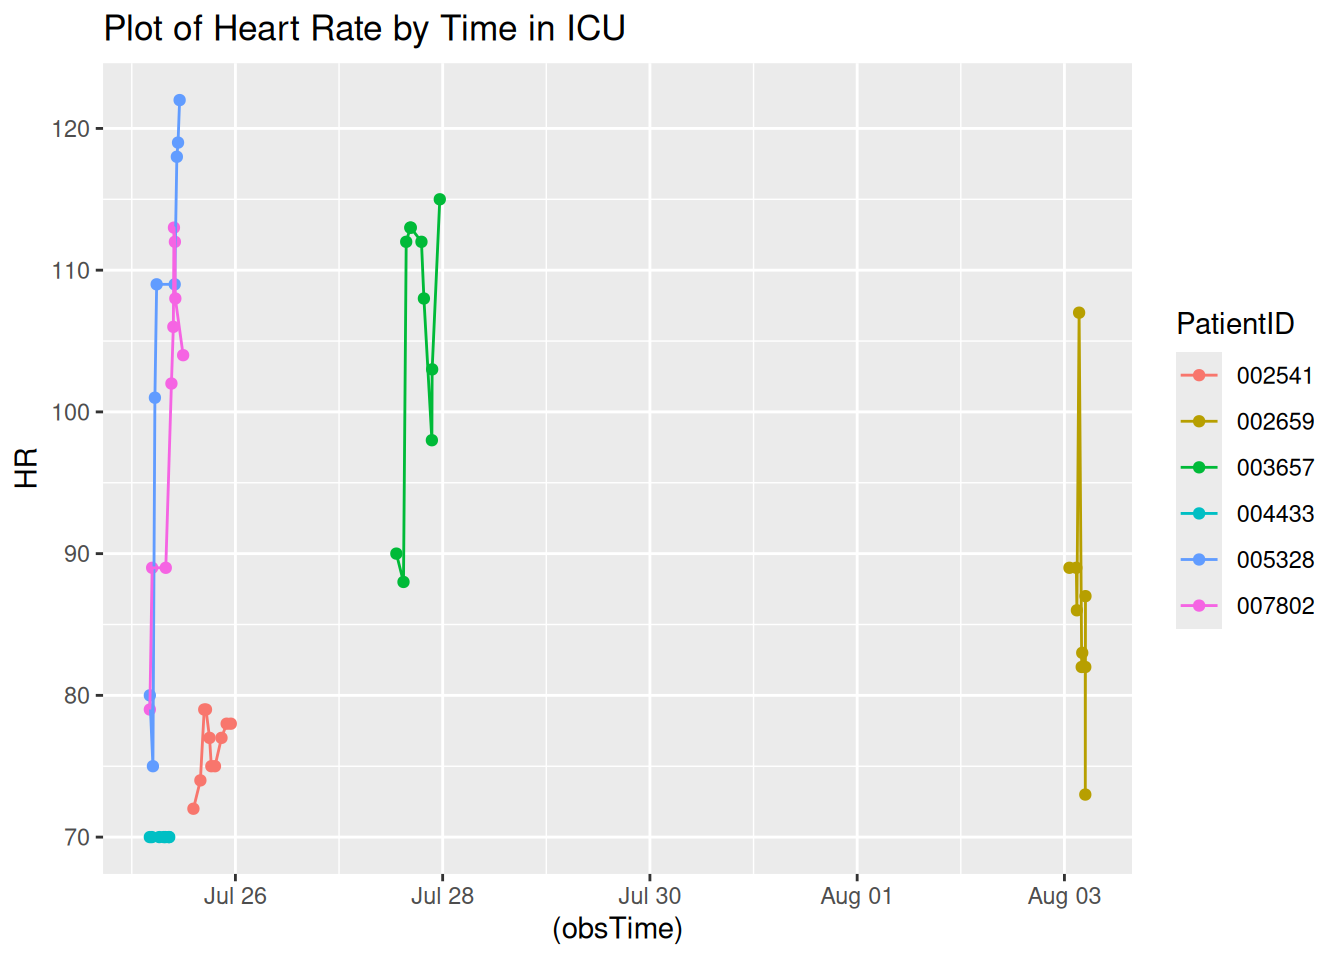 Plot of Heart Rate by Time in ICU
120
110
100
90
80
70
HR
Jul 26
Jul 28
Jul 30
Aug 01
Aug 03
(obsTime)
PatientID
002541
002659
003657
004433
005328
007802